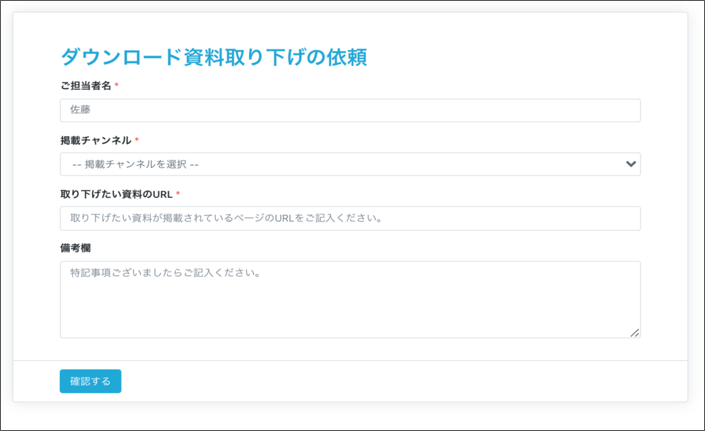 ダウンロード資料取り下げの依頼
ご担当者名 *
佐藤
掲載チャンネル *
-- 掲載チャンネルを選択 --
取り下げたい資料のURL *
取り下げたい資料が掲載されているページのURLをご記入ください。
備考欄
特記事項ございましたらご記入ください。
確認する